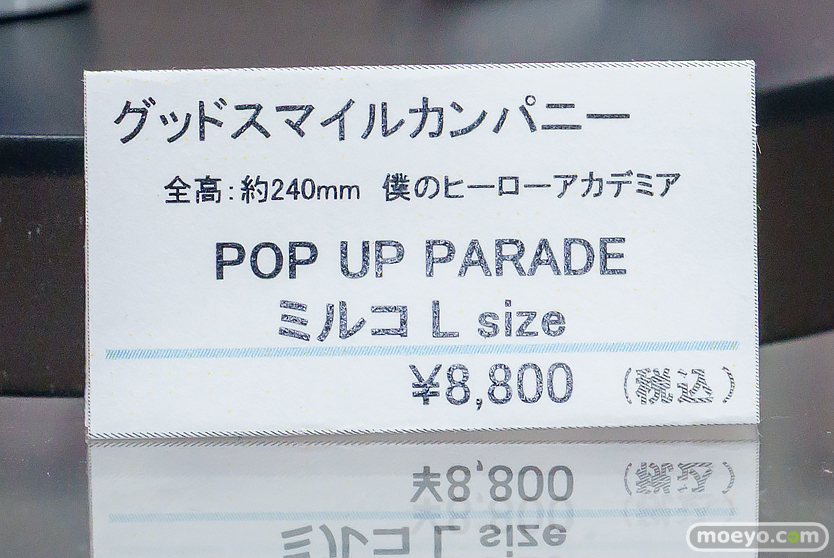 グッドスマイルカンパニー
全高：約240mm 僕のヒーローアカデミア
POP UP PARADE
ミルコ L size
¥8,800 （税込）
moeyo.com